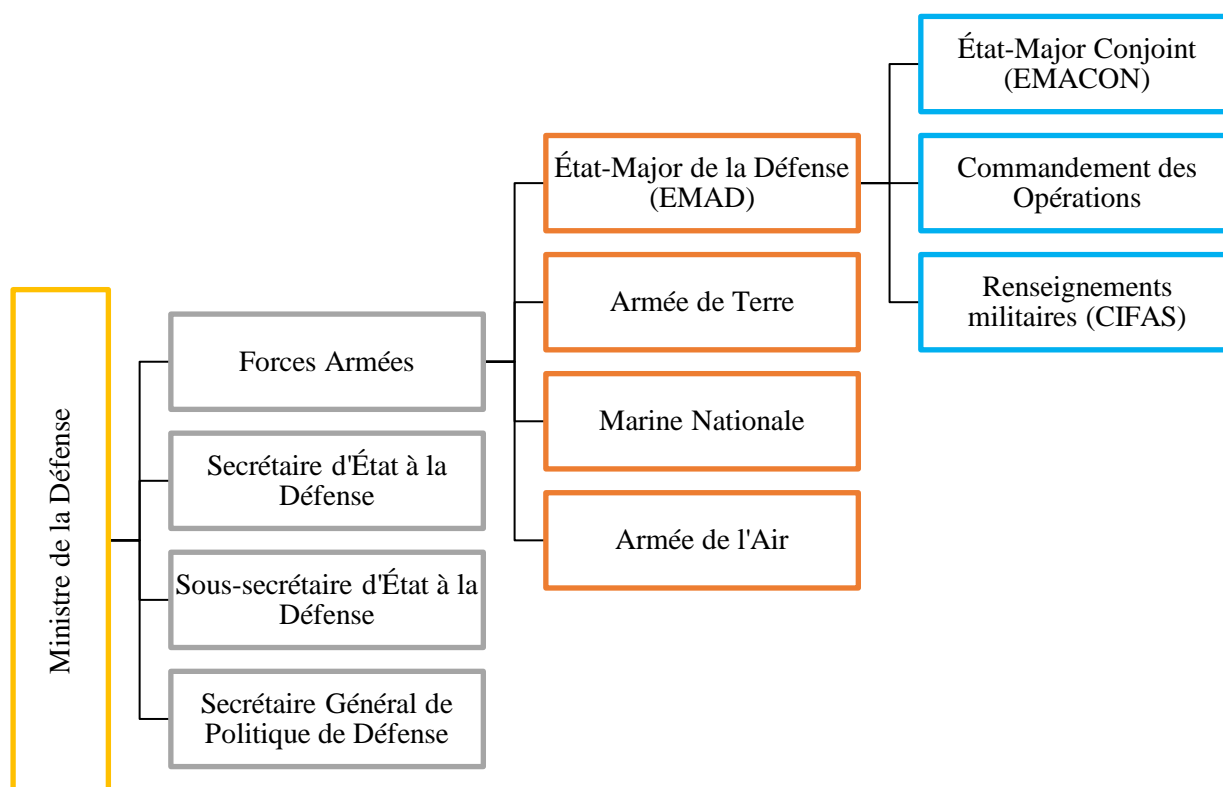 Ministre de la Défense
Forces Armées
Secrétaire d'État à la
Défense
Sous-secrétaire d'État à la
Défense
Secrétaire Général de
Politique de Défense
État-Major de la Défense
(EMAD)
Armée de Terre
Marine Nationale
Armée de l'Air
État-Major Conjoint
(EMACON)
Commandement des
Opérations
Renseignements
militaires (CIFAS)